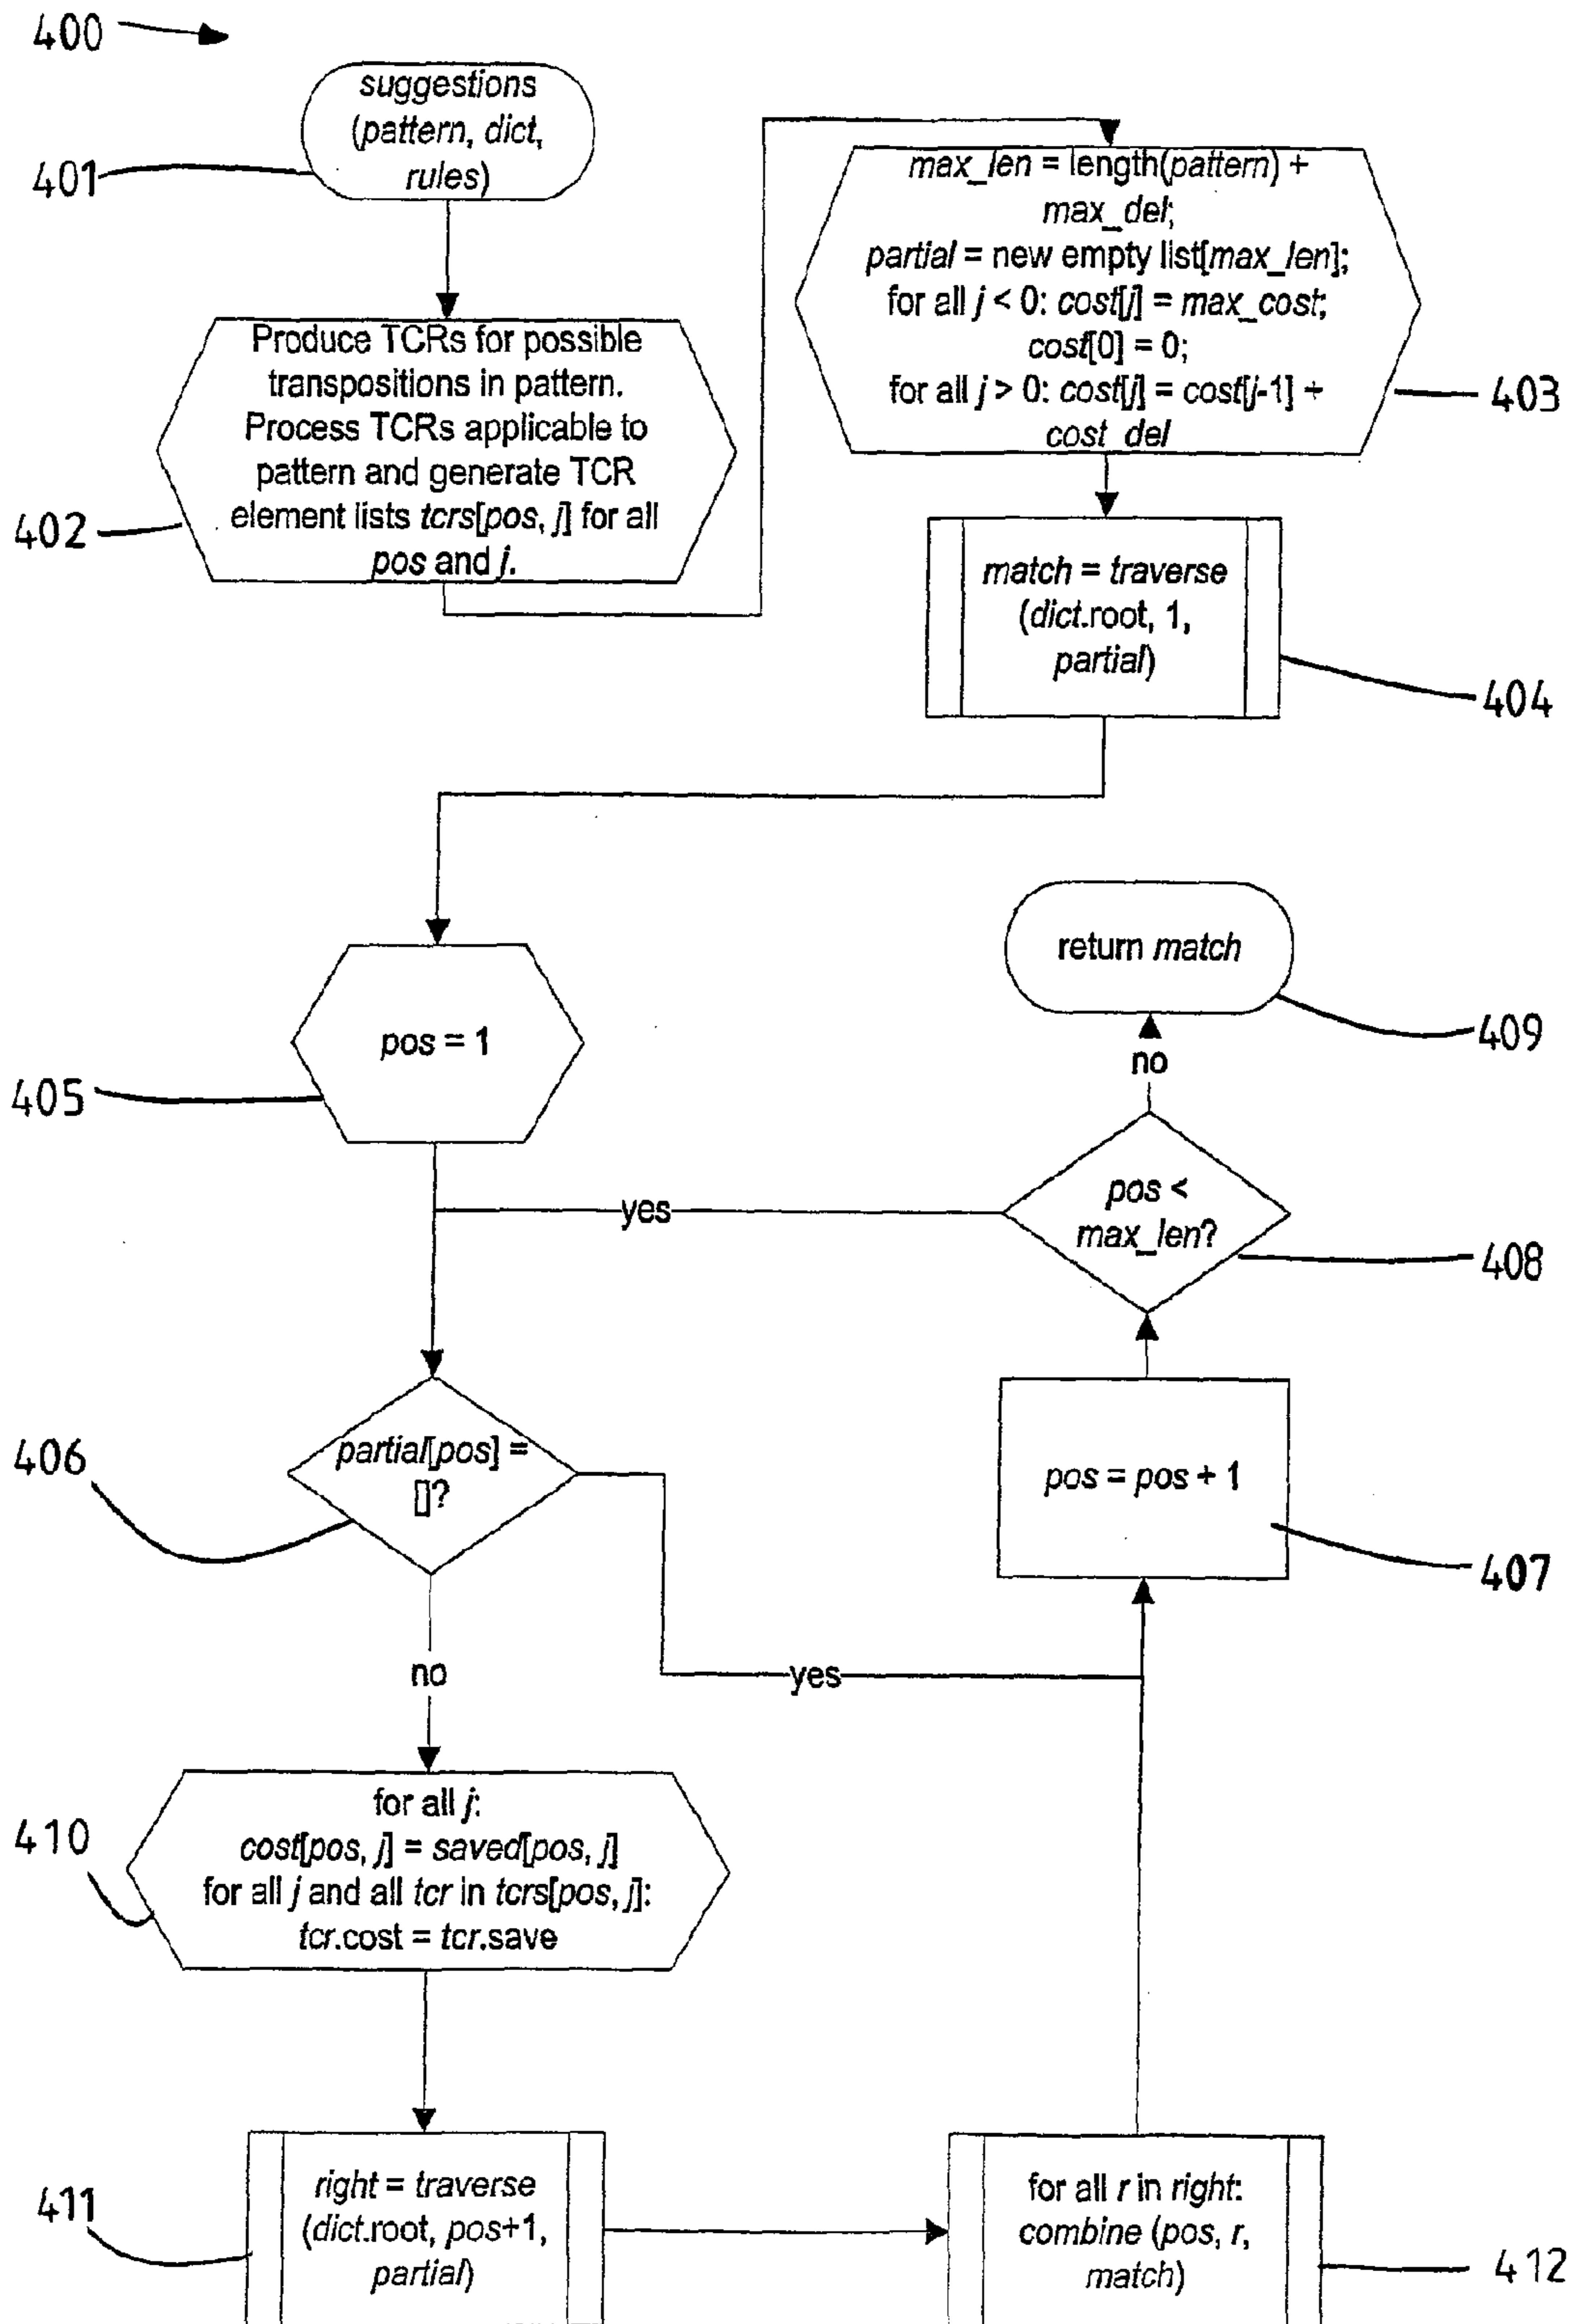 400
suggestions
(pattern, dict,
rules)
401
Produce TCRs for possible
transpositions in pattern.
Process TCRs applicable to
pattern and generate TCR
element lists tcrs[pos, j] for all
pos and j.
402
max_len = length(pattern) +
max_del;
partial = new empty list[max_len];
for all j < 0: cost[j] = max_cost;
cost[0] = 0;
for all j > 0: cost[j] = cost[j-1] +
cost_del
403
match = traverse
(dict.root, 1,
partial)
404
pos = 1
405
return match
409
no
pos <
max_len?
408
yes
partial[pos] =
[]?
406
pos = pos + 1
407
no
yes
for all j:
cost[pos, j] = saved[pos, j]
for all j and all tcr in tcrs[pos, j]:
tcr.cost = tcr.save
410
right = traverse
(dict.root, pos+1,
partial)
411
for all r in right:
combine (pos, r,
match)
412